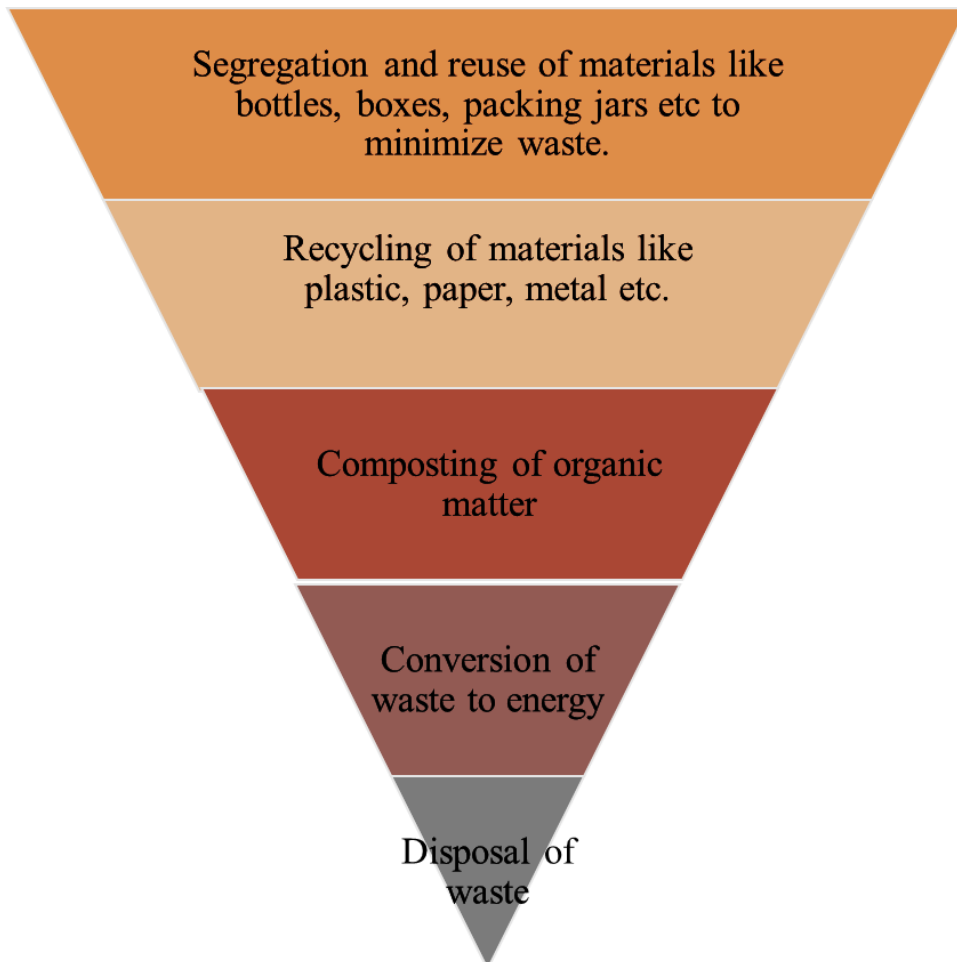 Segregation and reuse of materials like
bottles, boxes, packing jars etc to
minimize waste.
Recycling of materials like
plastic, paper, metal etc.
Composting of organic
matter
Conversion of
waste to energy
Disposal of
waste